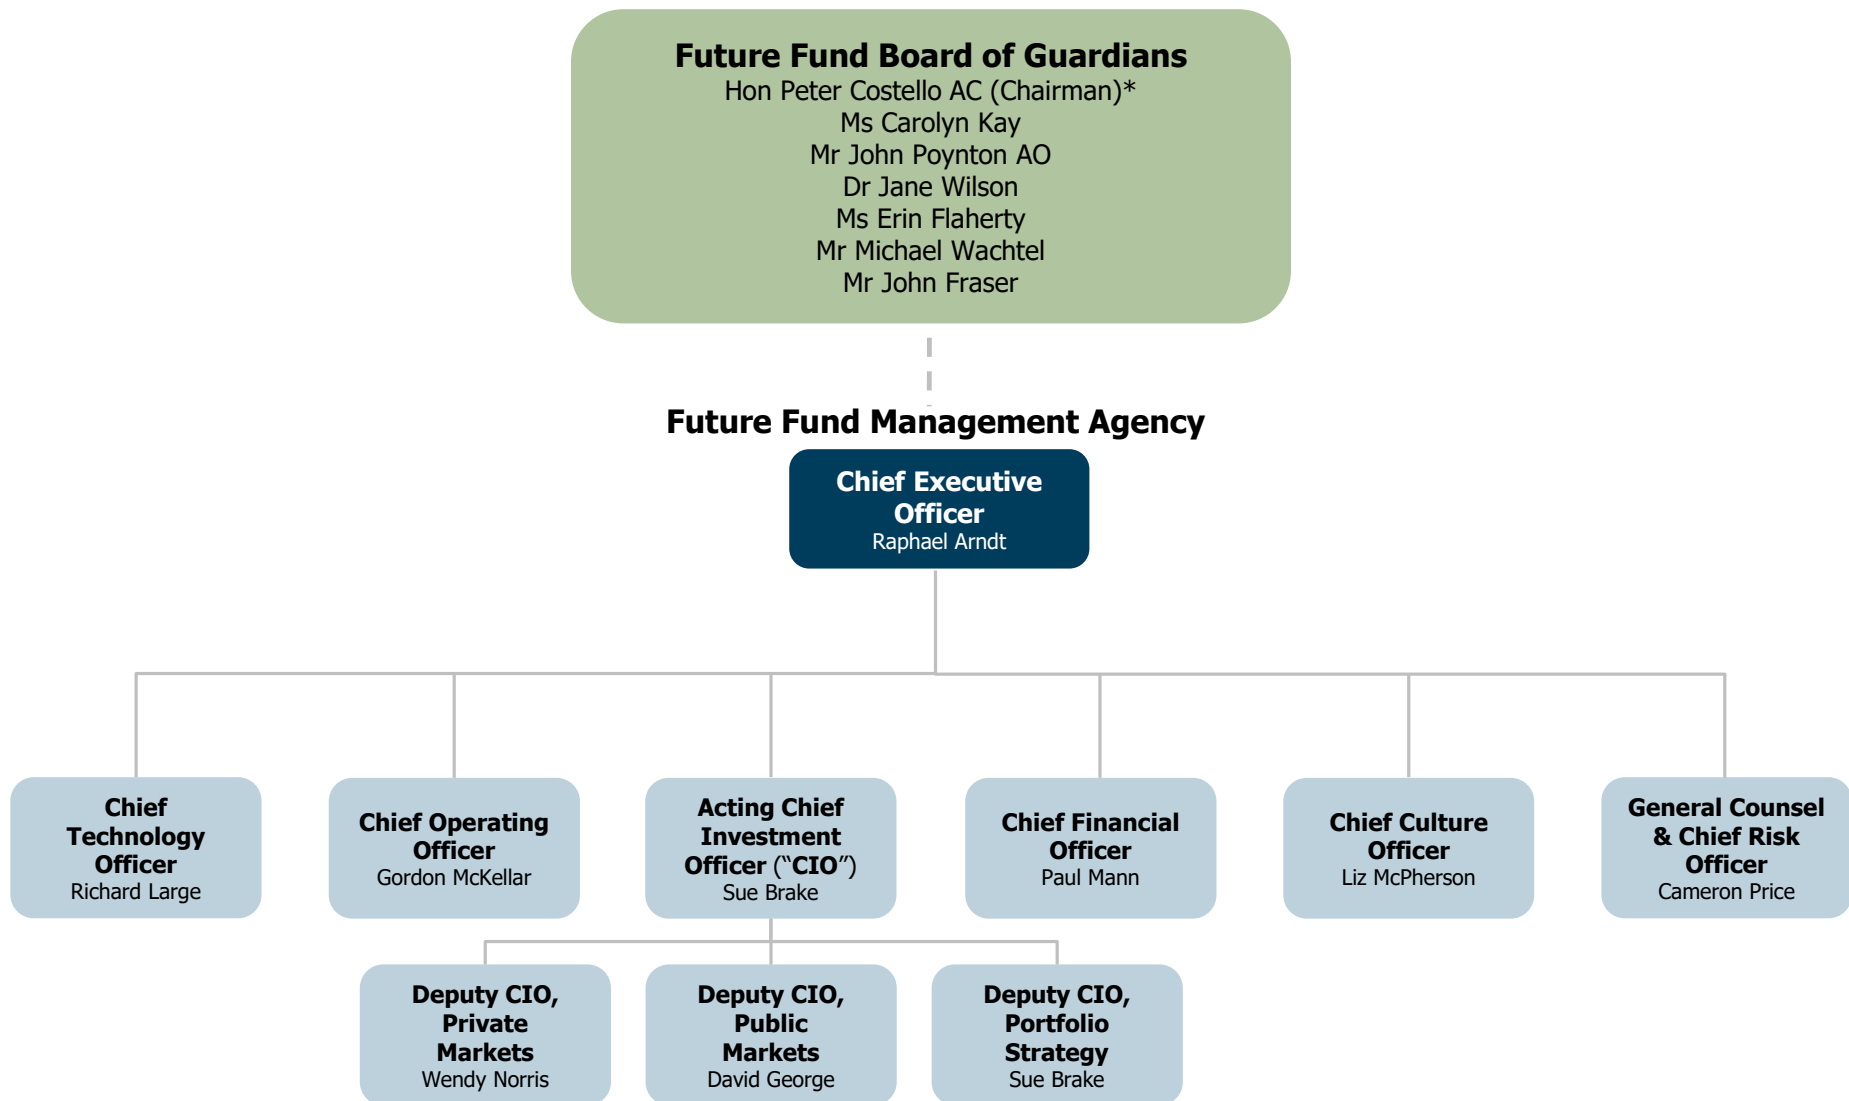 Future Fund Board of Guardians
Hon Peter Costello AC (Chairman)*
Ms Carolyn Kay
Mr John Poynton AO
Dr Jane Wilson
Ms Erin Flaherty
Mr Michael Wachtel
Mr John Fraser
Future Fund Management Agency
Chief Executive
Officer
Raphael Arndt
Chief
Technology
Officer
Richard Large
Chief Operating
Officer
Gordon McKellar
Acting Chief
Investment
Officer (“CIO”)
Sue Brake
Chief Financial
Officer
Paul Mann
Chief Culture
Officer
Liz McPherson
General Counsel
& Chief Risk
Officer
Cameron Price
Deputy CIO,
Private
Markets
Wendy Norris
Deputy CIO,
Public
Markets
David George
Deputy CIO,
Portfolio
Strategy
Sue Brake